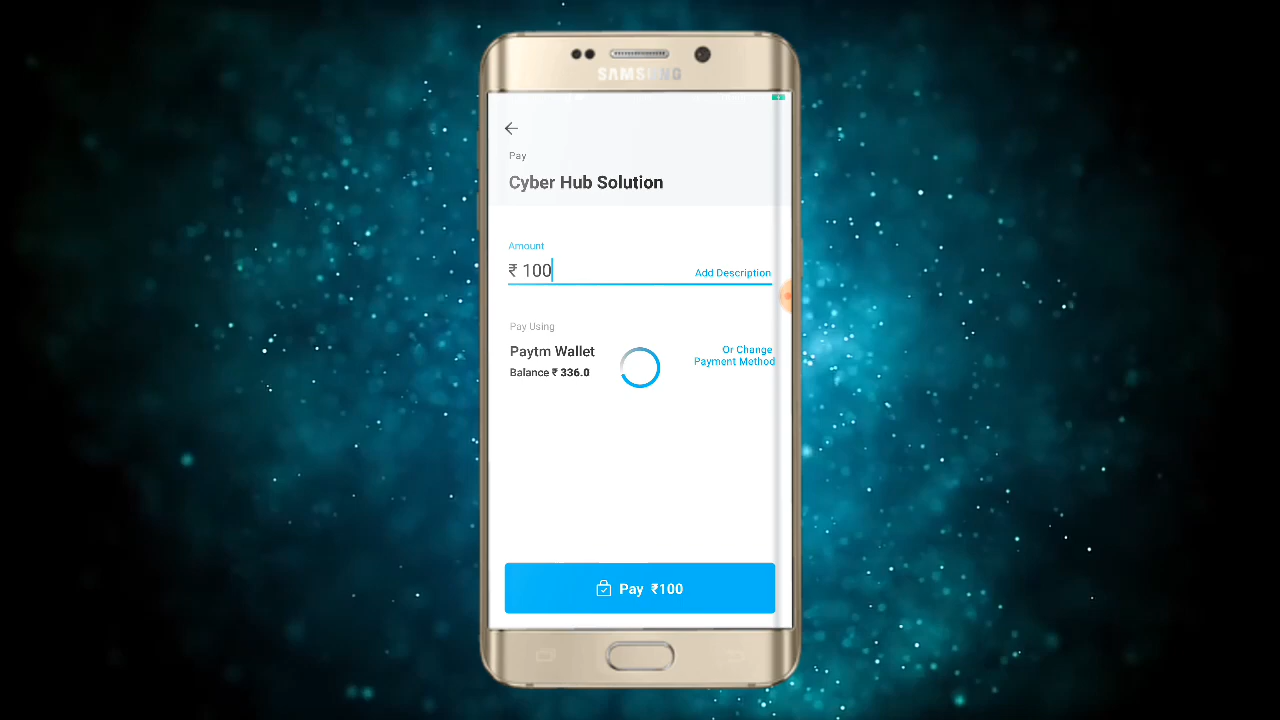 SAMSUNG
Pay
Cyber Hub Solution
Amount
₹ 100
Add Description
Pay Using
Paytm Wallet
Balance ₹ 336.0
Or Change
Payment Method
Pay ₹100